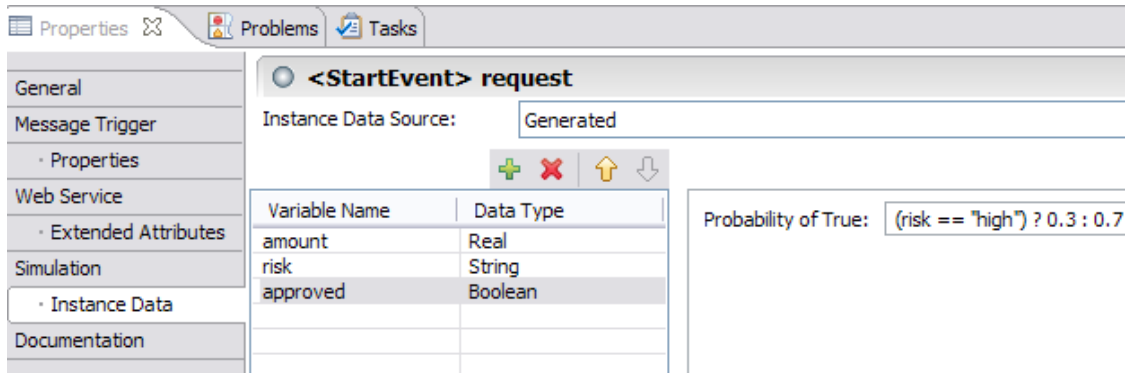 Properties Problems Tasks
<StartEvent> request
General
Message Trigger
Properties
Web Service
Extended Attributes
Simulation
Instance Data
Documentation
Instance Data Source: Generated
Variable Name Data Type
amount Real
risk String
approved Boolean
Probability of True: (risk == "high") ? 0.3 : 0.7